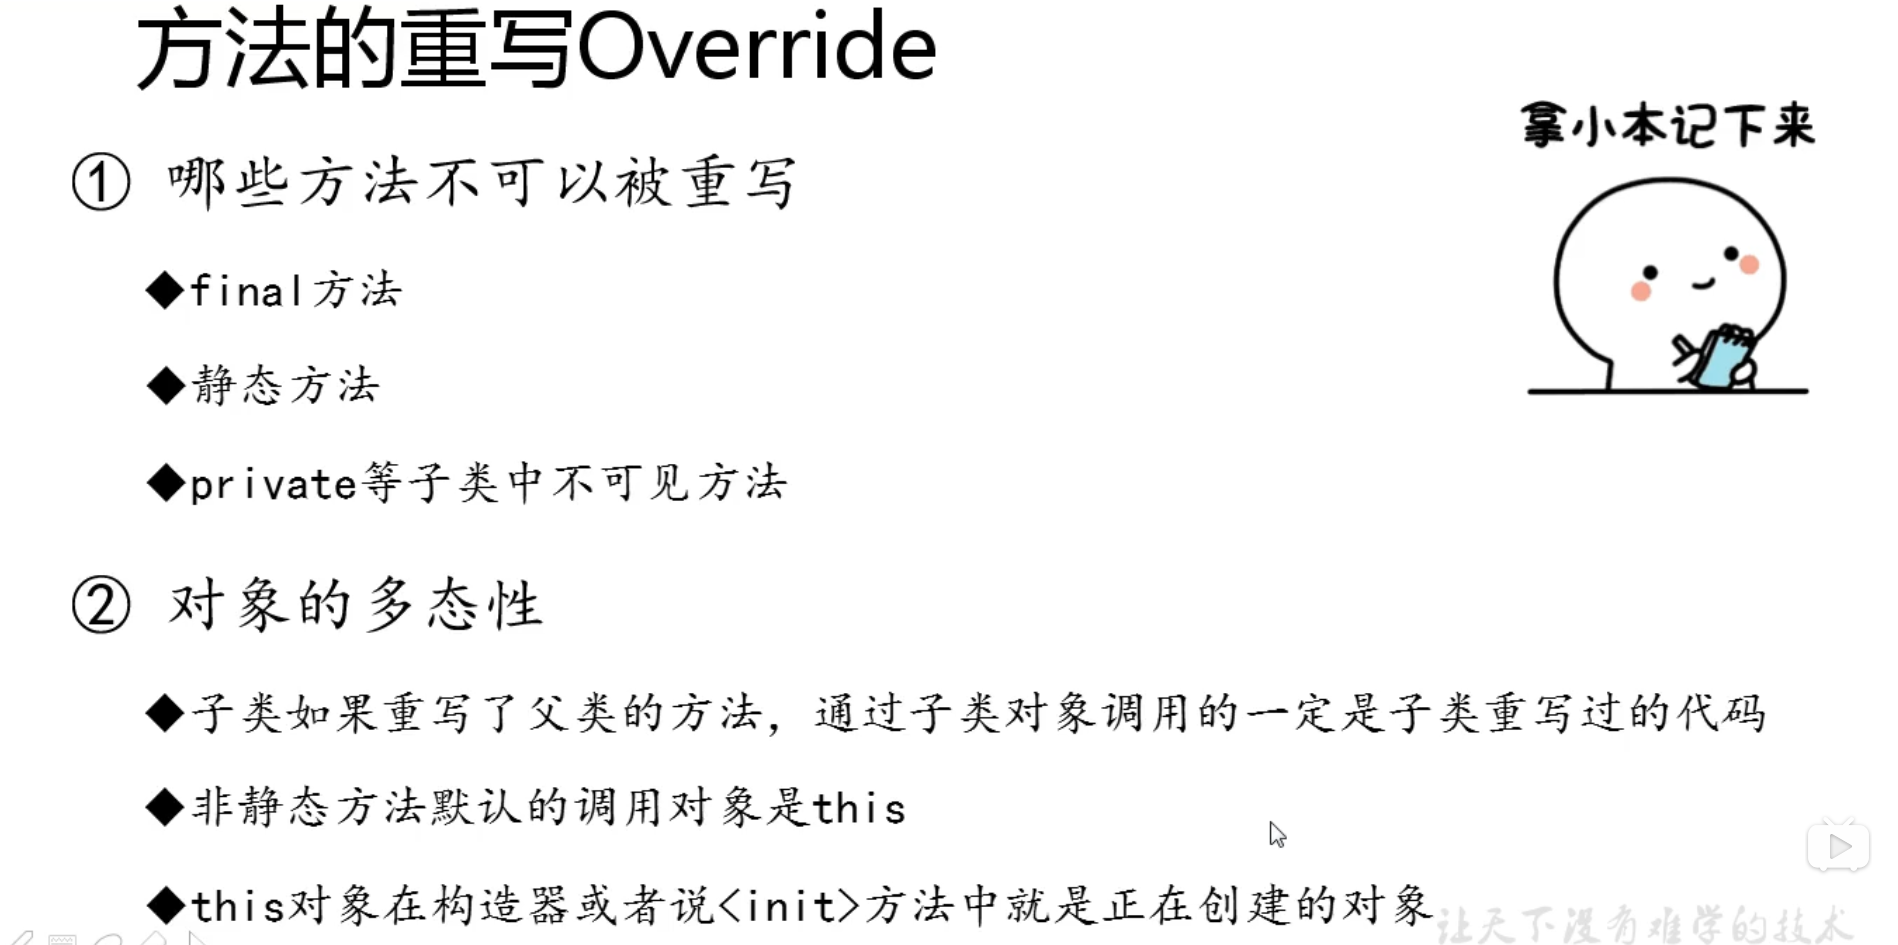 方法的重写Override
拿小本记下来
① 哪些方法不可以被重写
◆final方法
◆静态方法
◆private等子类中不可见方法
② 对象的多态性
◆子类如果重写了父类的方法，通过子类对象调用的一定是子类重写过的代码
◆非静态方法默认的调用对象是this
◆this对象在构造器或者说<init>方法中就是正在创建的对象
让天下没有难学的技术